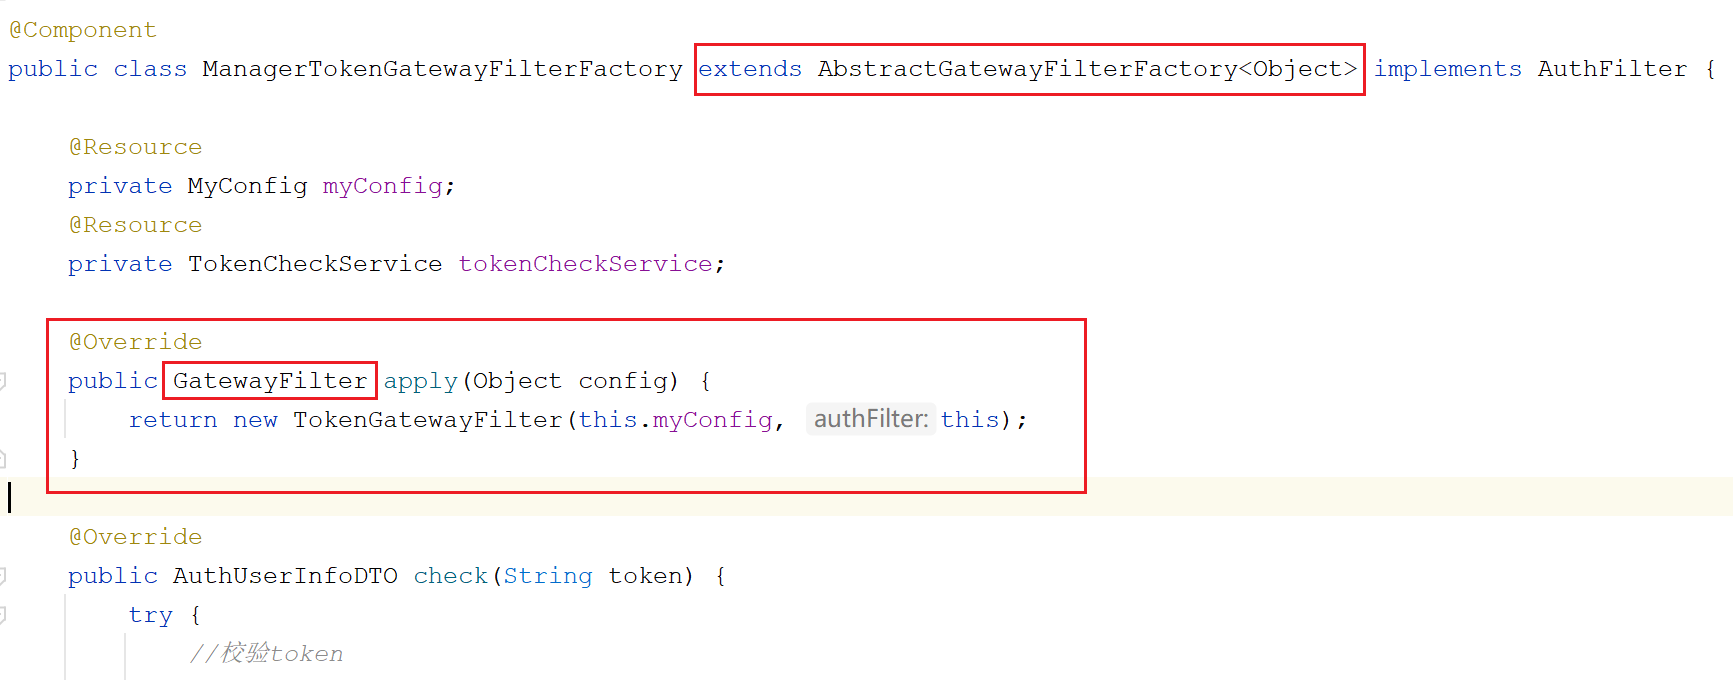 @Component
public class ManagerTokenGatewayFilterFactory extends AbstractGatewayFilterFactory<Object> implements AuthFilter {
@Resource
private MyConfig myConfig;
@Resource
private TokenCheckService tokenCheckService;
@Override
public GatewayFilter apply(Object config) {
return new TokenGatewayFilter(this.myConfig, authFilter: this);
}
@Override
public AuthUserInfoDTO check(String token) {
try {
//校验token